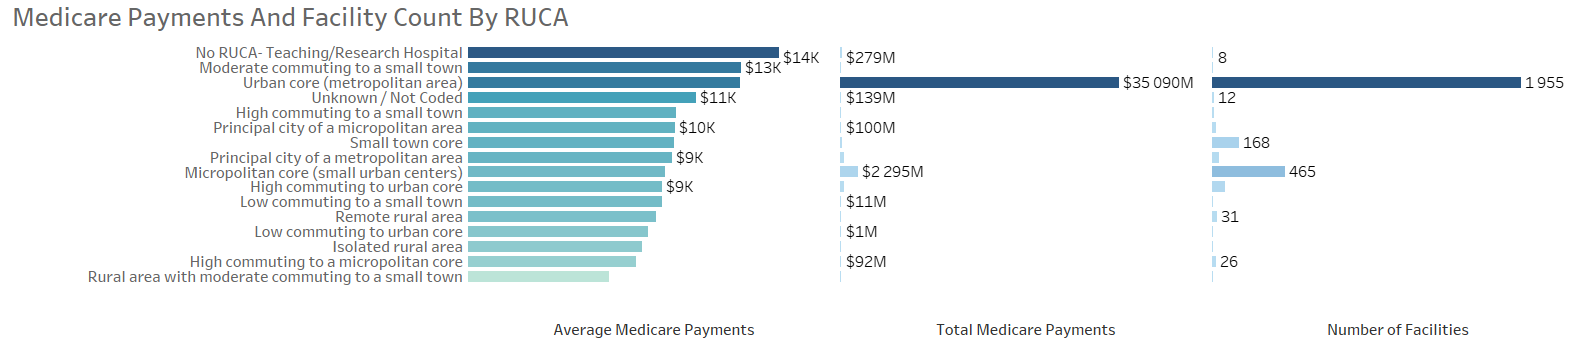 Medicare Payments And Facility Count By RUCA
No RUCA- Teaching/Research Hospital $14K $279M 8
Moderate commuting to a small town $13K
Urban core (metropolitan area) $35 090M 1 955
Unknown / Not Coded $11K $139M 12
High commuting to a small town
Principal city of a micropolitan area $10K $100M
Small town core 168
Principal city of a metropolitan area $9K
Micropolitan core (small urban centers) $2 295M 465
High commuting to urban core $9K
Low commuting to a small town $11M
Remote rural area 31
Low commuting to urban core $1M
Isolated rural area
High commuting to a micropolitan core $92M 26
Rural area with moderate commuting to a small town
Average Medicare Payments Total Medicare Payments Number of Facilities